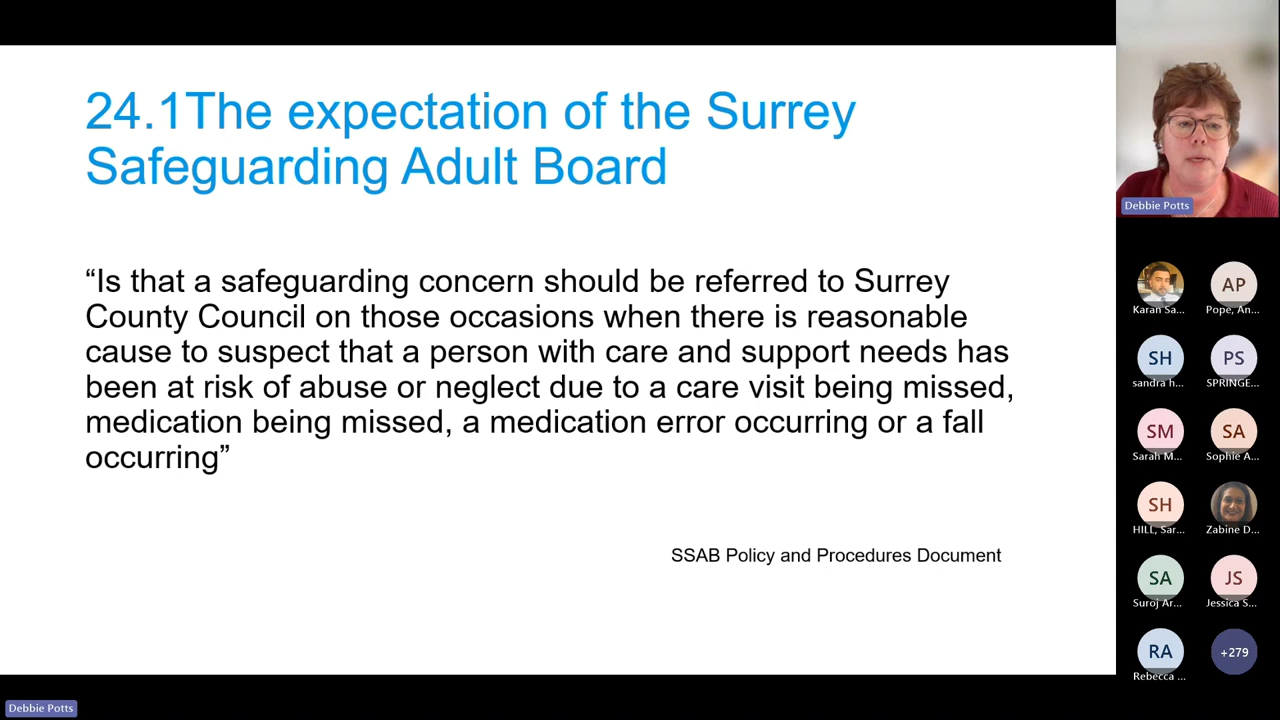 24.1The expectation of the Surrey
Safeguarding Adult Board
“Is that a safeguarding concern should be referred to Surrey
County Council on those occasions when there is reasonable
cause to suspect that a person with care and support needs has
been at risk of abuse or neglect due to a care visit being missed,
medication being missed, a medication error occurring or a fall
occurring”
SSAB Policy and Procedures Document
Debbie Potts
Debbie Potts
AP
Karan Sa...
Pope, An...
SH
PS
sandra h...
SPRINGE...
SM
SA
Sarah M...
Sophie A...
SH
HILL, Sar...
Zabine D...
SA
JS
Suroj Ar...
Jessica S...
RA
+279
Rebecca ...